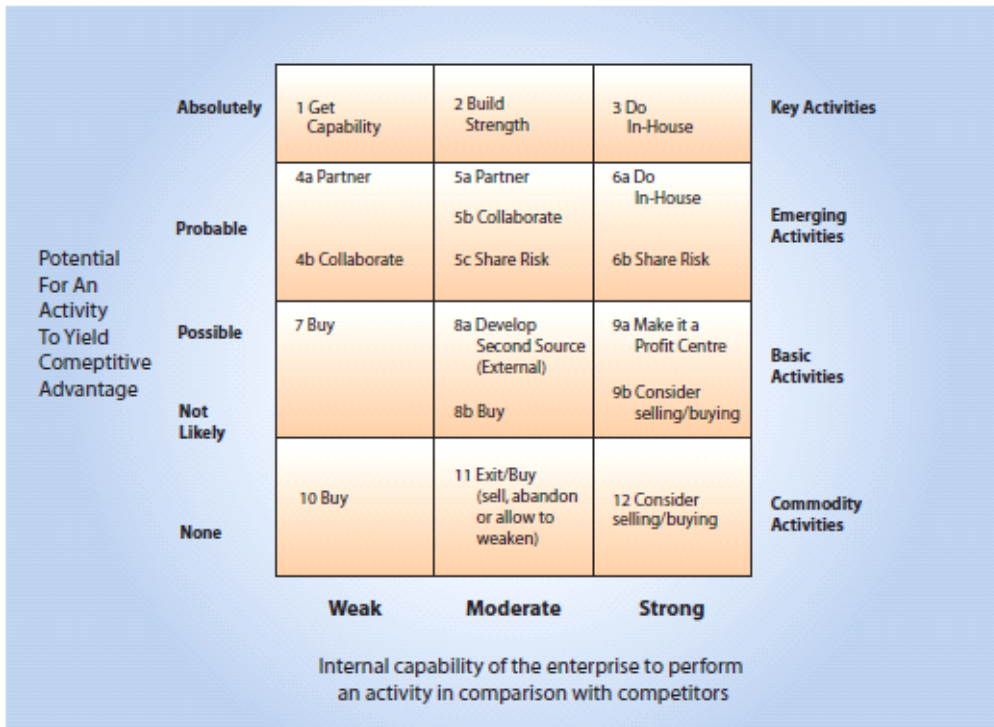 Absolutely
1 Get
Capability
2 Build
Strength
3 Do
In-House
Key Activities
Probable
4a Partner
4b Collaborate
5a Partner
5b Collaborate
5c Share Risk
6a Do
In-House
6b Share Risk
Emerging
Activities
Potential
For An
Activity
To Yield
Comeptitive
Advantage
Possible
Not
Likely
7 Buy
8a Develop
Second Source
(External)
8b Buy
9a Make it a
Profit Centre
9b Consider
selling/buying
Basic
Activities
None
10 Buy
11 Exit/Buy
(sell, abandon
or allow to
weaken)
12 Consider
selling/buying
Commodity
Activities
Weak
Moderate
Strong
Internal capability of the enterprise to perform
an activity in comparison with competitors